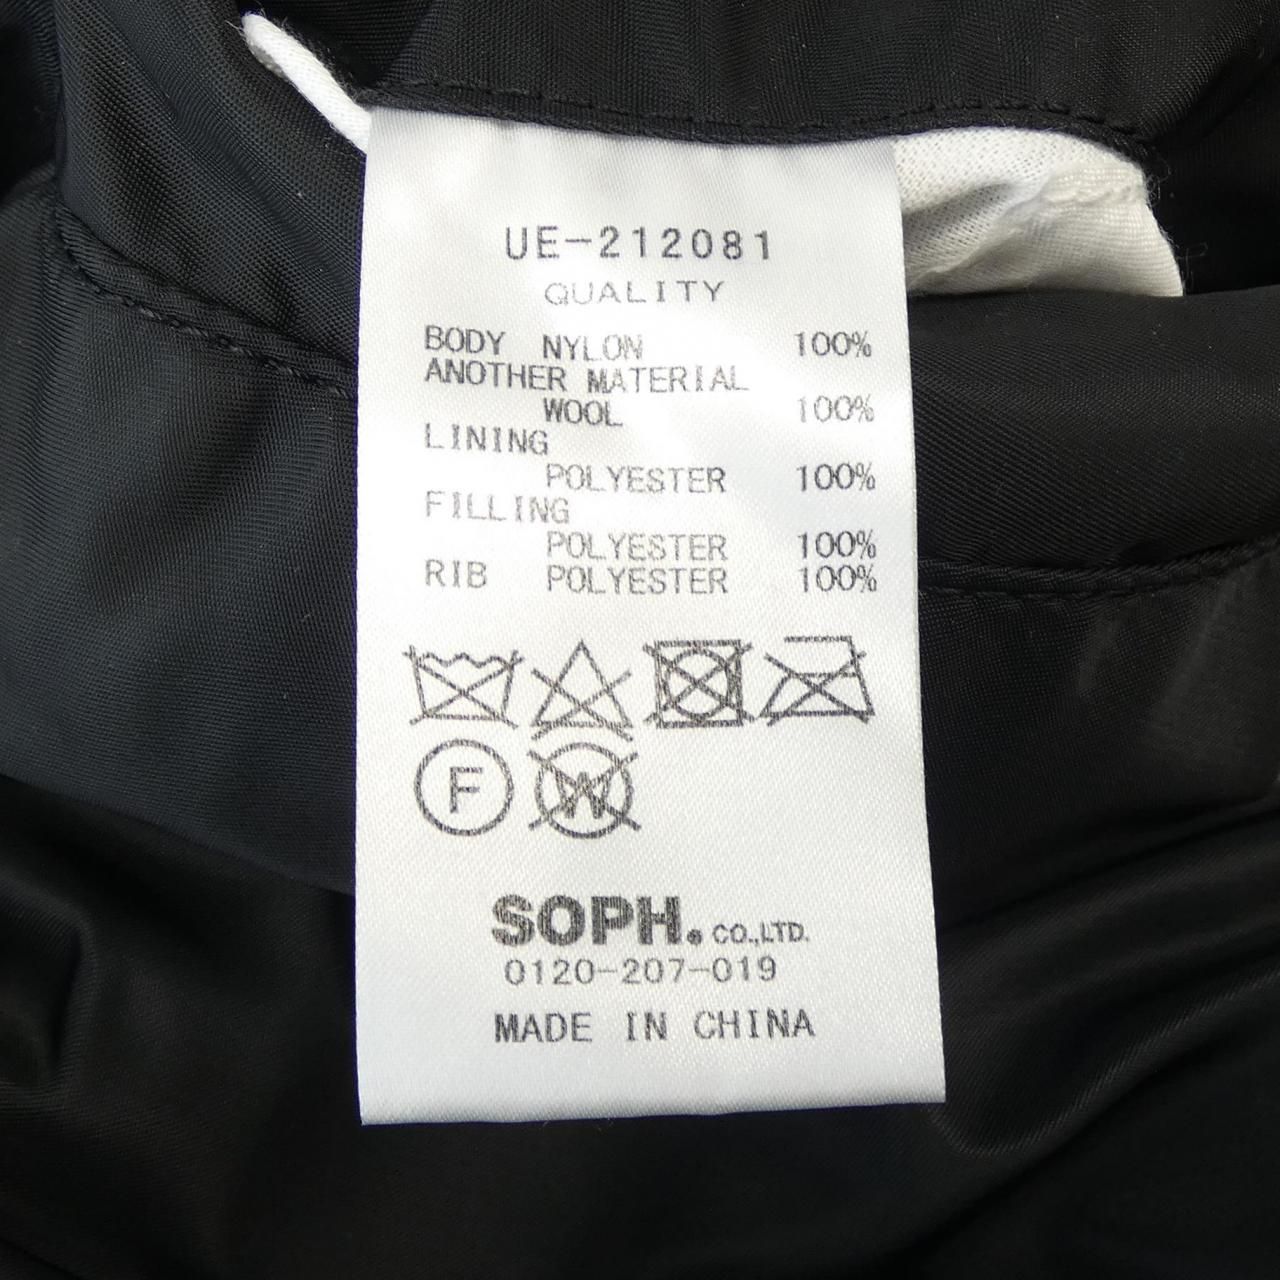 UE-212081
QUALITY
BODY NYLON 100%
ANOTHER MATERIAL
WOOL 100%
LINING
POLYESTER 100%
FILLING
POLYESTER 100%
RIB POLYESTER 100%
F W
SOPH. CO.,LTD.
0120-207-019
MADE IN CHINA